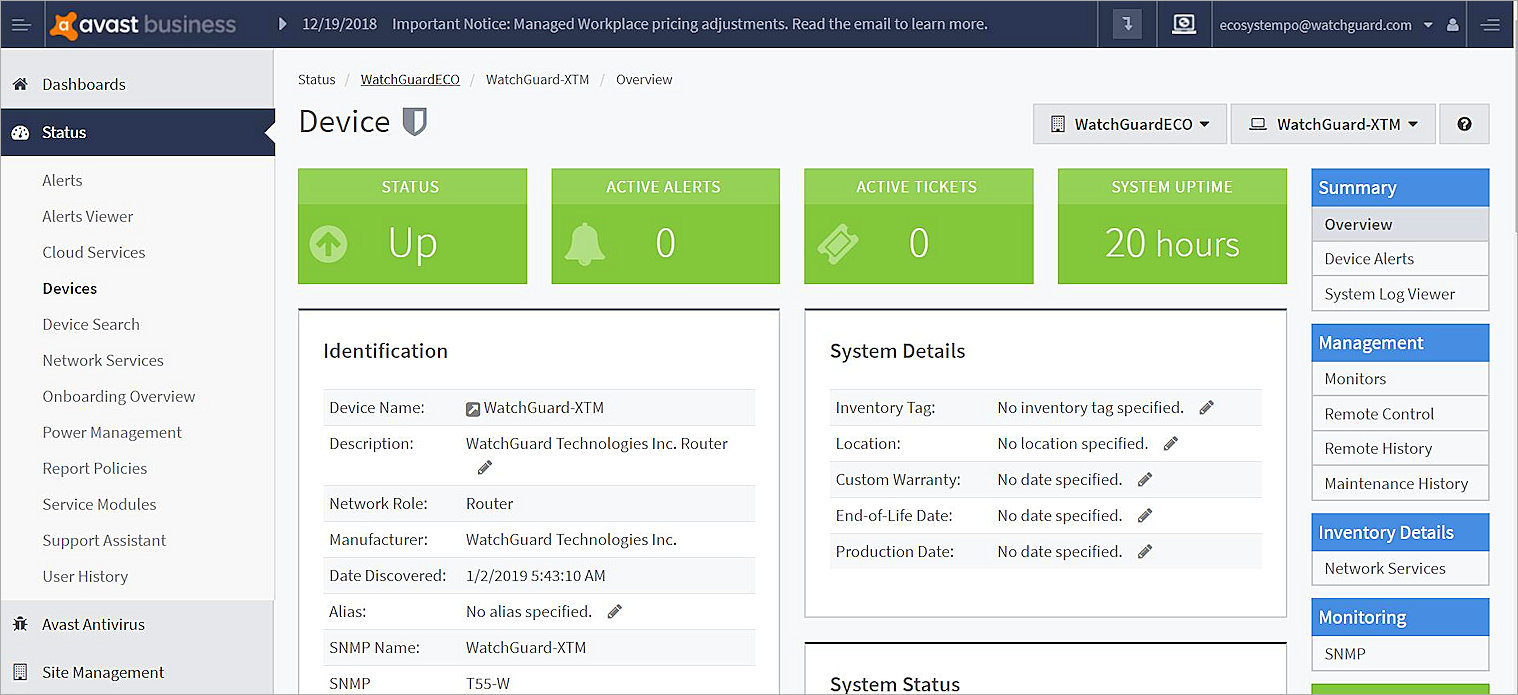 avast business
12/19/2018 Important Notice: Managed Workplace pricing adjustments. Read the email to learn more.
ecosystempo@watchguard.com
Dashboards
Status
Alerts
Alerts Viewer
Cloud Services
Devices
Device Search
Network Services
Onboarding Overview
Power Management
Report Policies
Service Modules
Support Assistant
User History
Avast Antivirus
Site Management
Status / WatchGuardECO / WatchGuard-XTM / Overview
Device
WatchGuardECO
WatchGuard-XTM
?
STATUS
Up
ACTIVE ALERTS
0
ACTIVE TICKETS
0
SYSTEM UPTIME
20 hours
Identification
Device Name: WatchGuard-XTM
Description: WatchGuard Technologies Inc. Router
Network Role: Router
Manufacturer: WatchGuard Technologies Inc.
Date Discovered: 1/2/2019 5:43:10 AM
Alias: No alias specified.
SNMP Name: WatchGuard-XTM
SNMP T55-W
System Details
Inventory Tag: No inventory tag specified.
Location: No location specified.
Custom Warranty: No date specified.
End-of-Life Date: No date specified.
Production Date: No date specified.
System Status
Summary
Overview
Device Alerts
System Log Viewer
Management
Monitors
Remote Control
Remote History
Maintenance History
Inventory Details
Network Services
Monitoring
SNMP